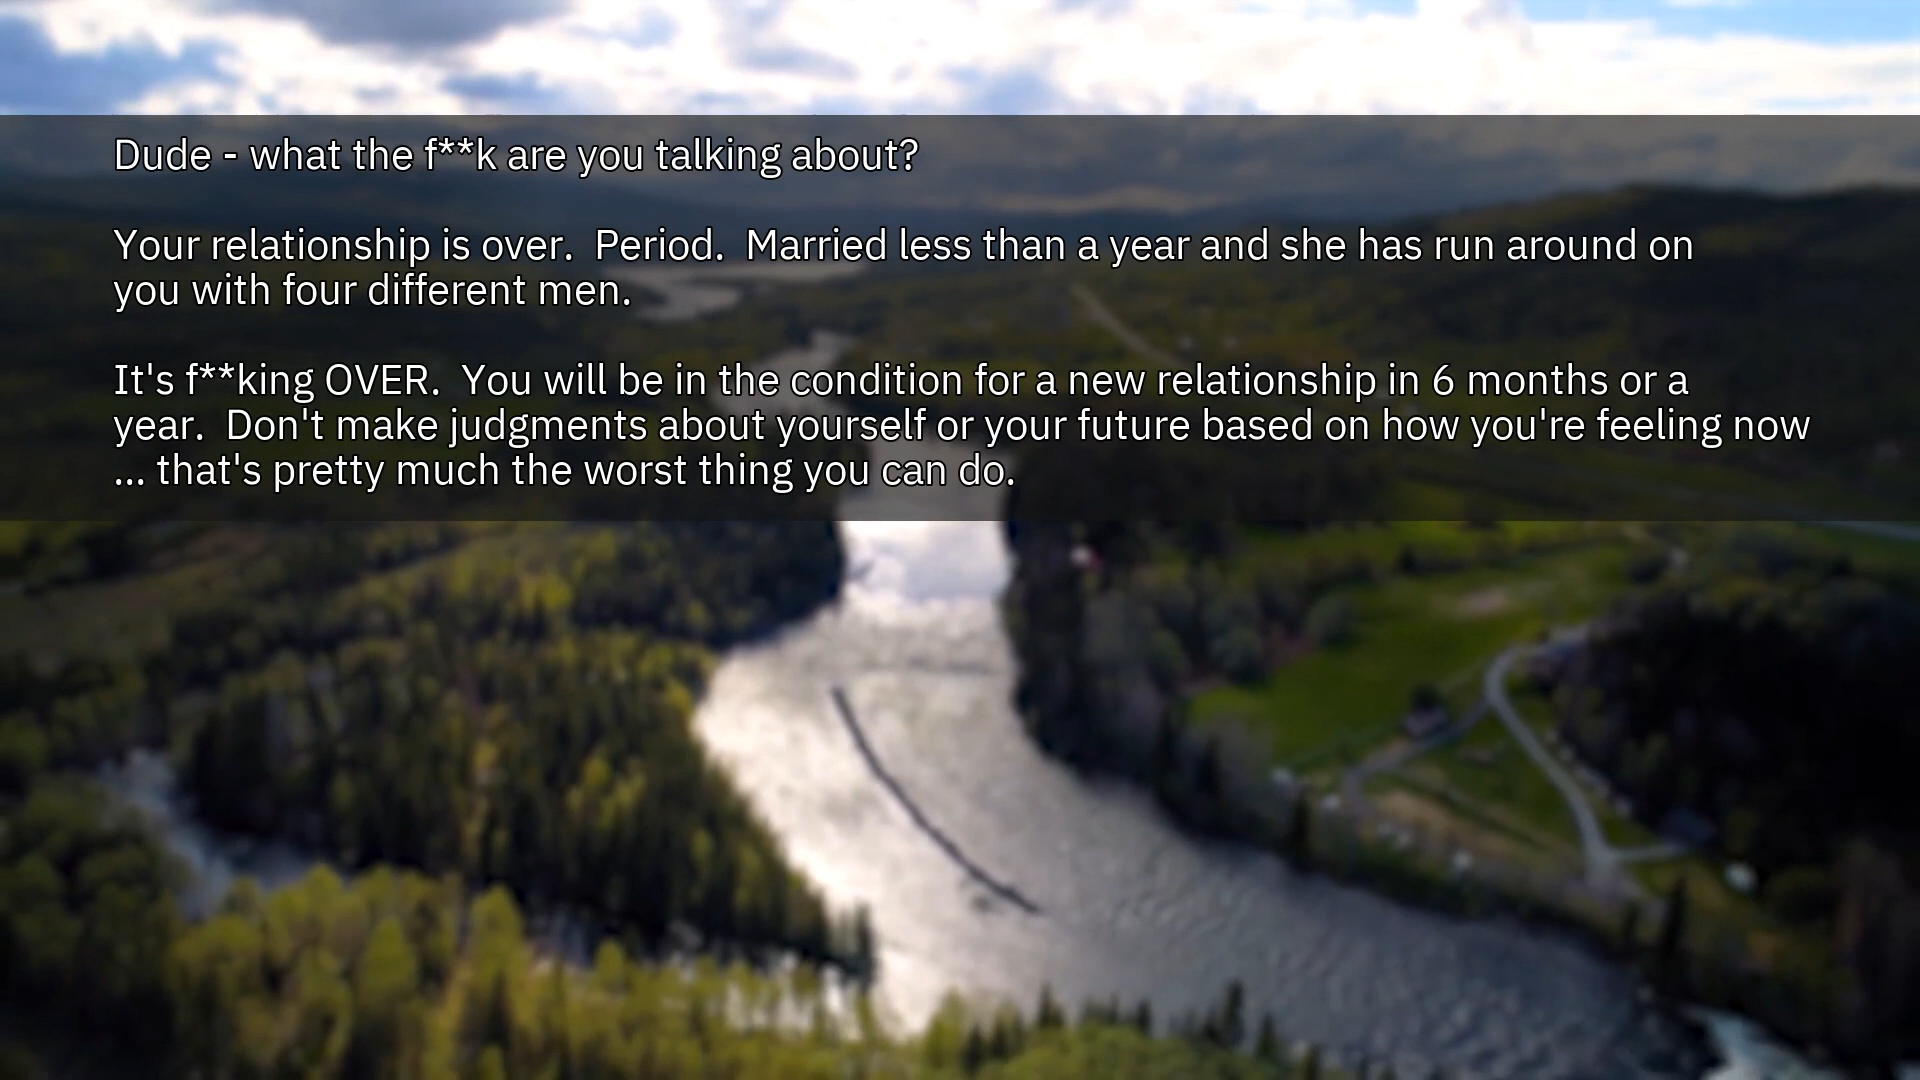 Dude - what the f**k are you talking about?
Your relationship is over.  Period.  Married less than a year and she has run around on
you with four different men.
It's f**king OVER.  You will be in the condition for a new relationship in 6 months or a
year.  Don't make judgments about yourself or your future based on how you're feeling now
... that's pretty much the worst thing you can do.